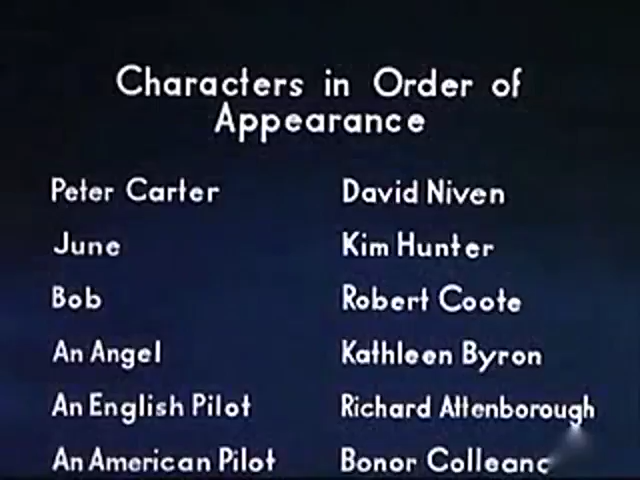 Characters in Order of
Appearance
Peter Carter David Niven
June Kim Hunter
Bob Robert Coote
An Angel Kathleen Byron
An English Pilot Richard Attenborough
An American Pilot Bonor Colleano